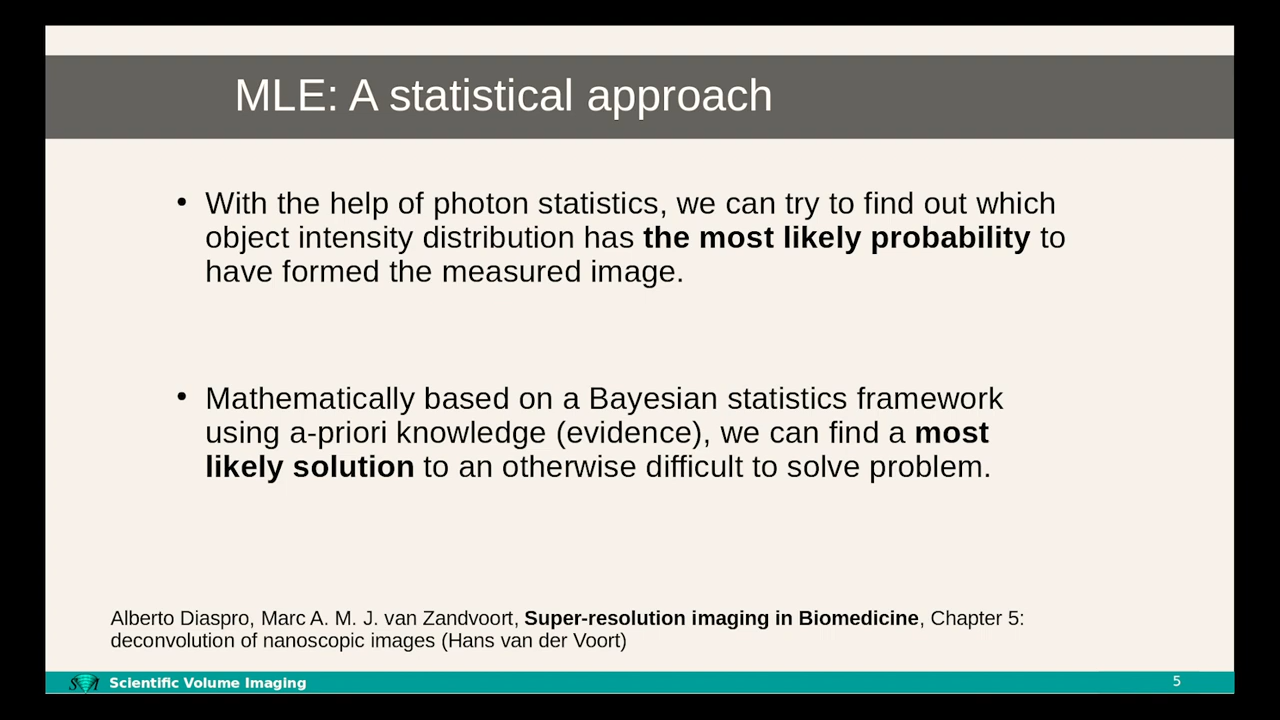 MLE: A statistical approach
• With the help of photon statistics, we can try to find out which
object intensity distribution has the most likely probability to
have formed the measured image.
• Mathematically based on a Bayesian statistics framework
using a-priori knowledge (evidence), we can find a most
likely solution to an otherwise difficult to solve problem.
Alberto Diaspro, Marc A. M. J. van Zandvoort, Super-resolution imaging in Biomedicine, Chapter 5:
deconvolution of nanoscopic images (Hans van der Voort)
SVI Scientific Volume Imaging
5